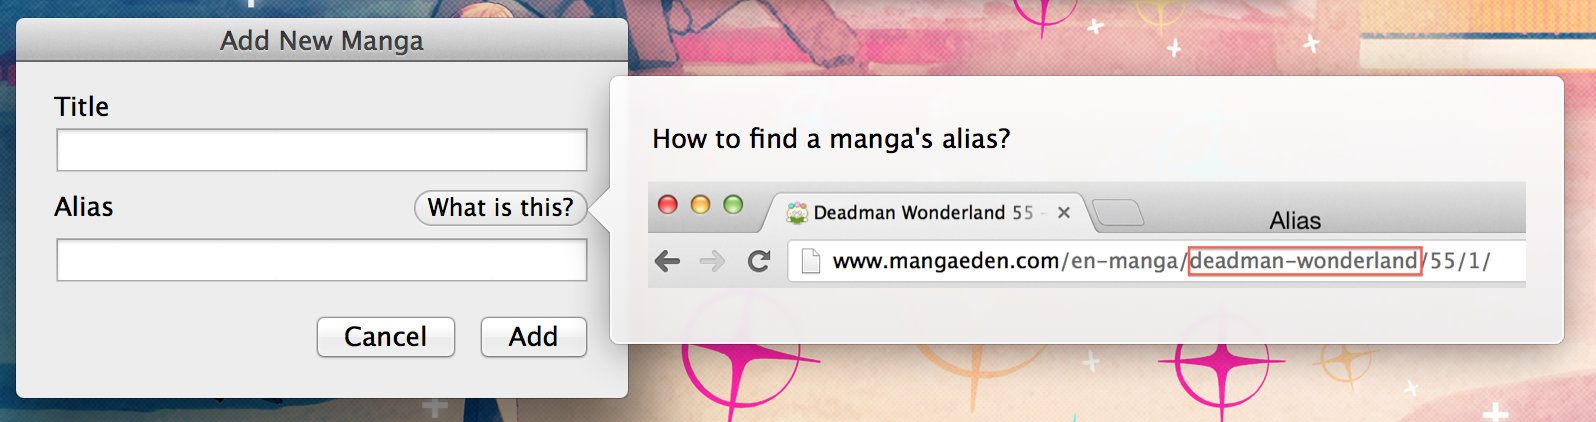 Add New Manga
Title
Alias
What is this?
Cancel
Add
How to find a manga's alias?
Deadman Wonderland 55 -
Alias
www.mangaeden.com/en-manga/deadman-wonderland/55/1/